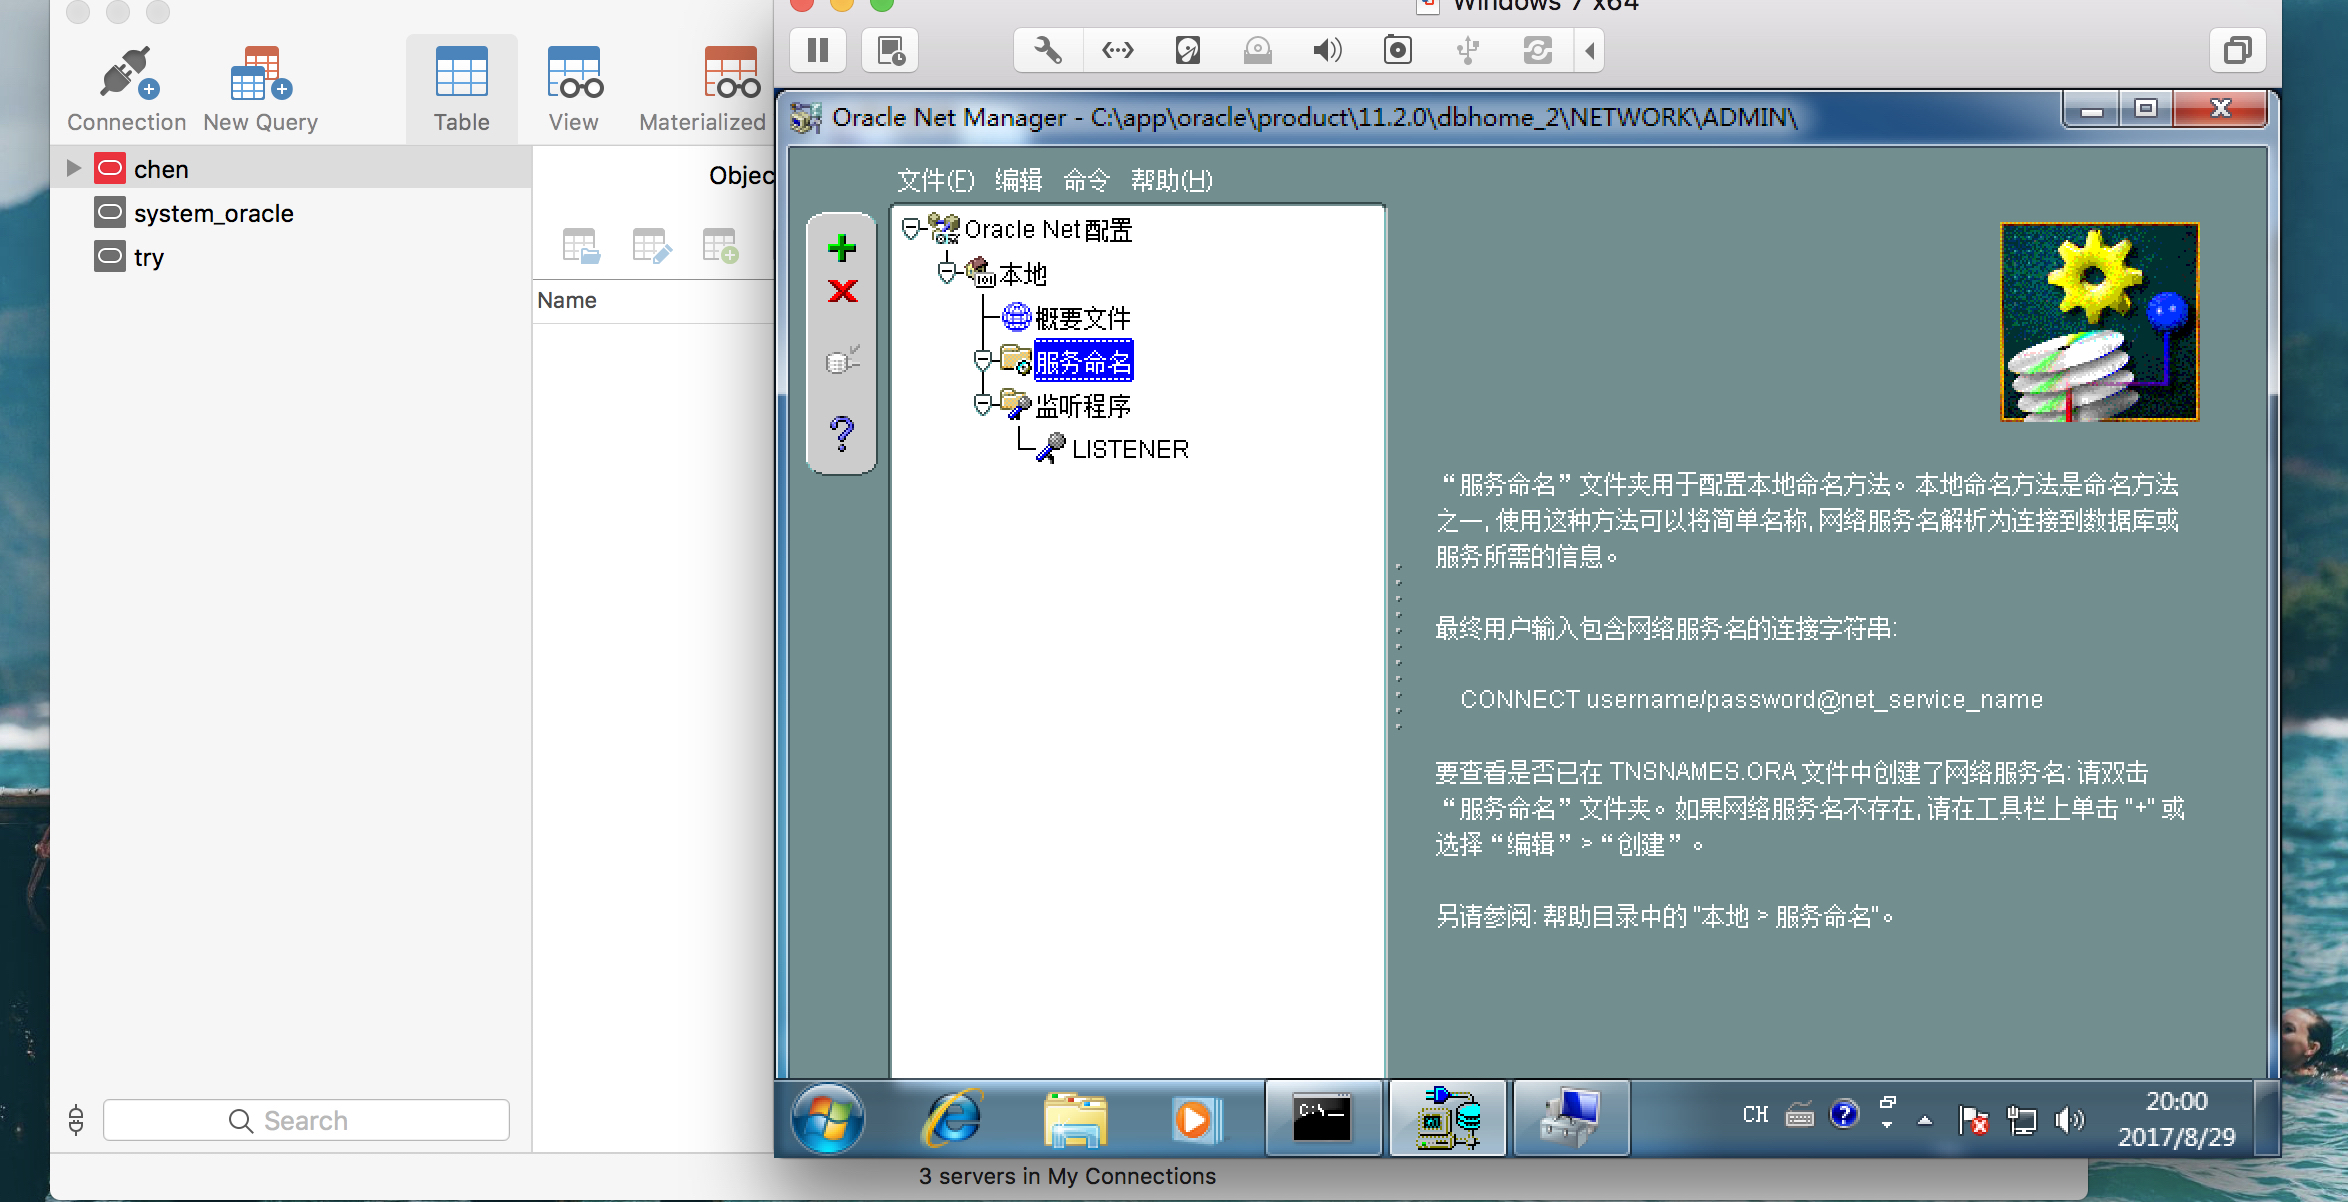 Windows 7 x64
Connection
New Query
Table
View
Materialized
chen
system_oracle
try
Objec
Name
Search
3 servers in My Connections
Oracle Net Manager - C:\app\oracle\product\11.2.0\dbhome_2\NETWORK\ADMIN\
文件(F) 编辑 命令 帮助(H)
Oracle Net 配置
本地
概要文件
服务命名
监听程序
LISTENER
“服务命名”文件夹用于配置本地命名方法。本地命名方法是命名方法
之一, 使用这种方法可以将简单名称, 网络服务名解析为连接到数据库或
服务所需的信息。
最终用户输入包含网络服务名的连接字符串:
CONNECT username/password@net_service_name
要查看是否已在 TNSNAMES.ORA 文件中创建了网络服务名: 请双击
“服务命名”文件夹。如果网络服务名不存在, 请在工具栏上单击 "+" 或
选择“编辑”>“创建”。
另请参阅: 帮助目录中的 "本地 > 服务命名"。
C:\_
CH
20:00
2017/8/29